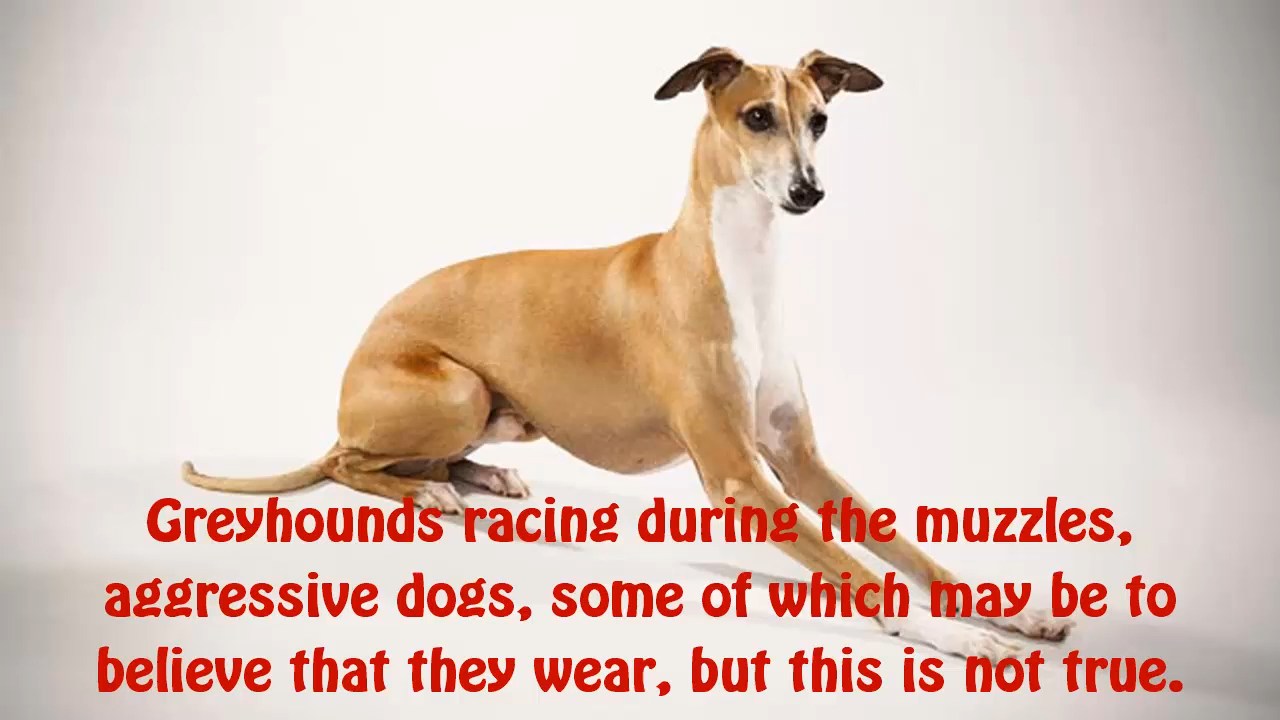 Greyhounds racing during the muzzles,
aggressive dogs, some of which may be to
believe that they wear, but this is not true.